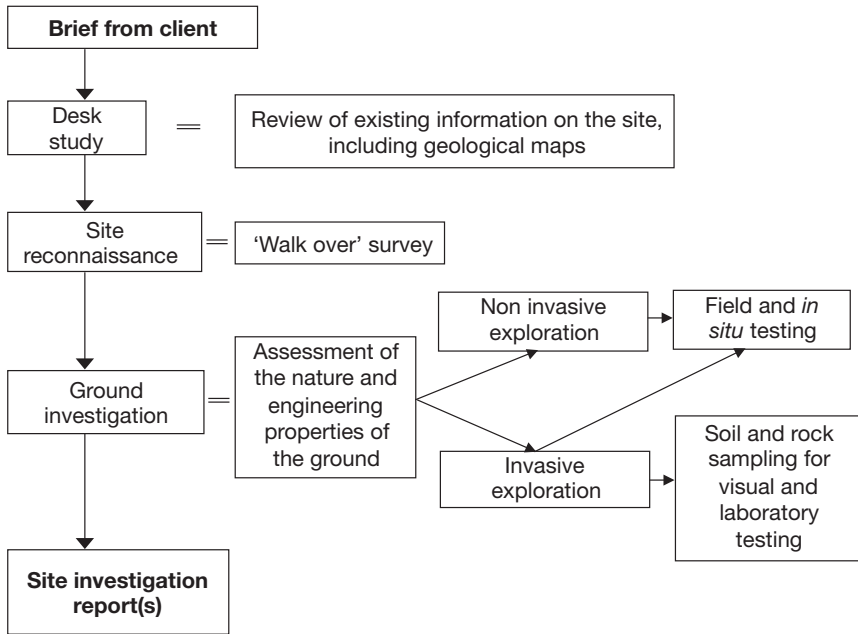 Brief from client
Desk
study
=
Review of existing information on the site,
including geological maps
Site
reconnaissance
=
‘Walk over’ survey
Ground
investigation
=
Assessment of
the nature and
engineering
properties of
the ground
Non invasive
exploration
Field and in
situ testing
Invasive
exploration
Soil and rock
sampling for
visual and
laboratory
testing
Site investigation
report(s)